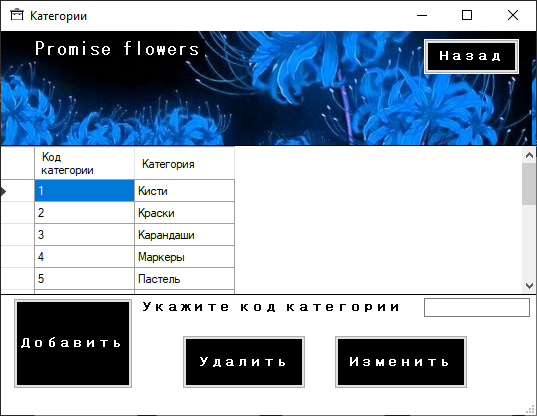 Категории
Promise flowers
Назад
Код категории
Категория
1 Кисти
2 Краски
3 Карандаши
4 Маркеры
5 Пастель
Добавить
Укажите код категории
Удалить
Изменить